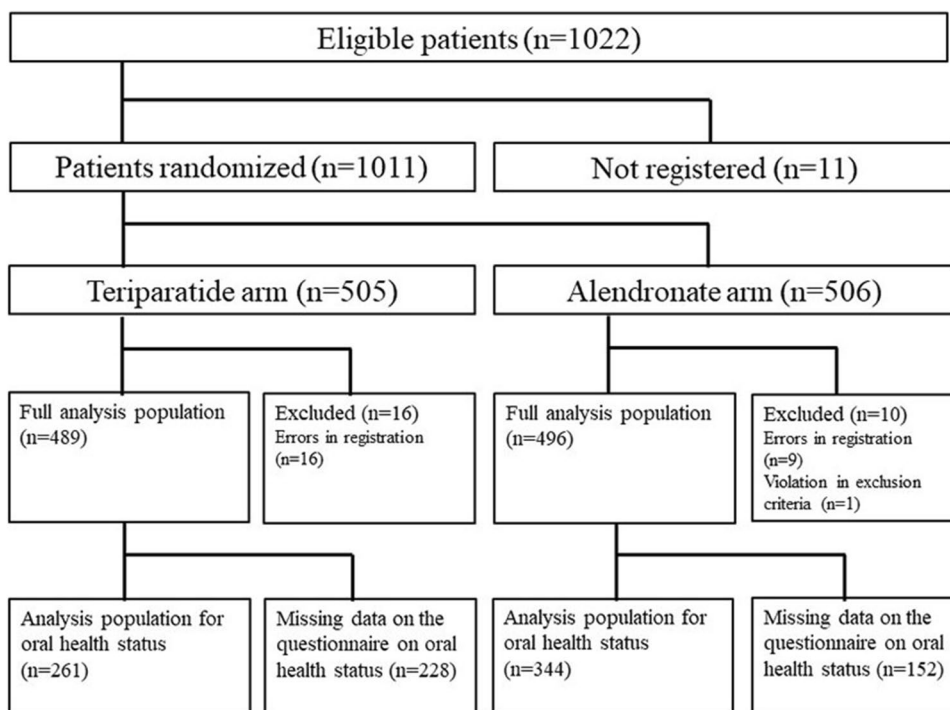 Eligible patients (n=1022)
Patients randomized (n=1011)
Not registered (n=11)
Teriparatide arm (n=505)
Alendronate arm (n=506)
Full analysis population
(n=489)
Excluded (n=16)
Errors in registration
(n=16)
Full analysis population
(n=496)
Excluded (n=10)
Errors in registration
(n=9)
Violation in exclusion
criteria (n=1)
Analysis population for
oral health status
(n=261)
Missing data on the
questionnaire on oral
health status (n=228)
Analysis population for
oral health status
(n=344)
Missing data on the
questionnaire on oral
health status (n=152)